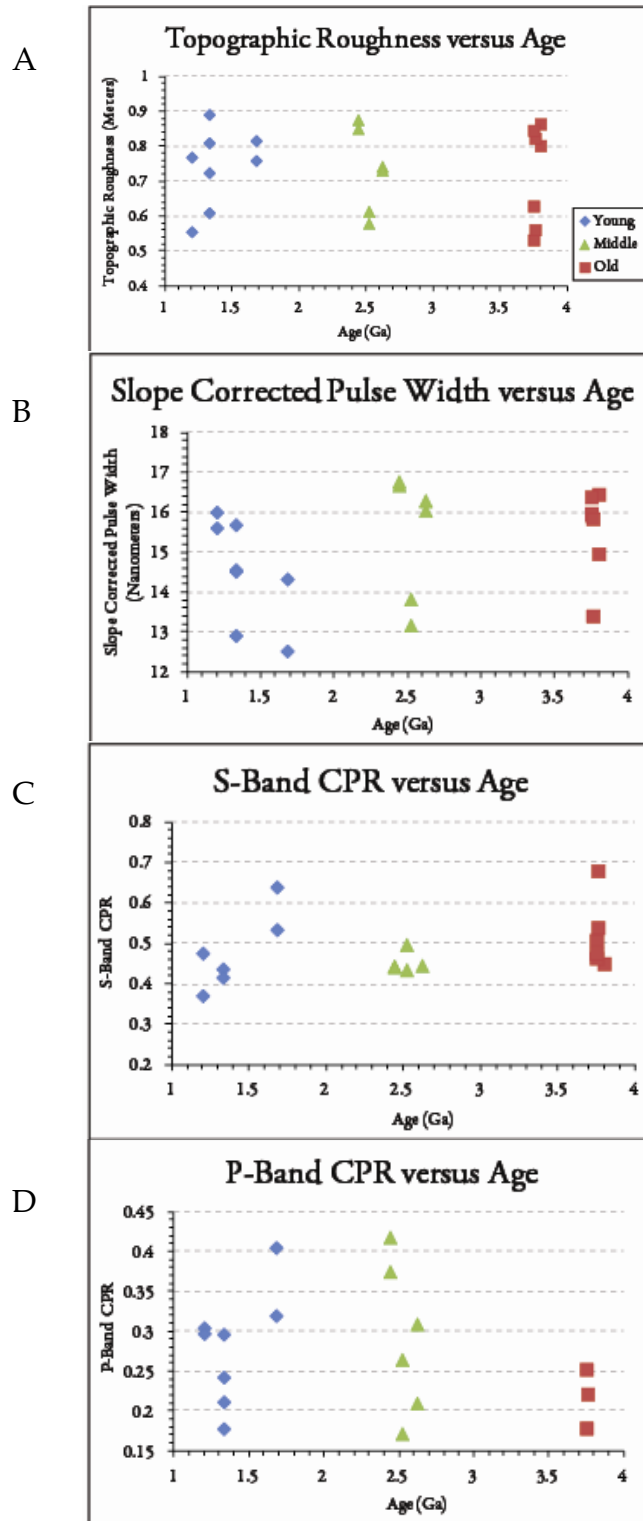 A
Topographic Roughness versus Age
Topographic Roughness (Meters)
1
0.9
0.8
0.7
0.6
0.5
0.4
1
1.5
2
2.5
3
3.5
4
Age (Ga)
Young
Middle
Old
B
Slope Corrected Pulse Width versus Age
Slope Corrected Pulse Width
(Nanometers)
18
17
16
15
14
13
12
1
1.5
2
2.5
3
3.5
4
Age (Ga)
C
S-Band CPR versus Age
S-Band CPR
0.8
0.7
0.6
0.5
0.4
0.3
0.2
1
1.5
2
2.5
3
3.5
4
Age (Ga)
D
P-Band CPR versus Age
P-Band CPR
0.45
0.4
0.35
0.3
0.25
0.2
0.15
1
1.5
2
2.5
3
3.5
4
Age (Ga)